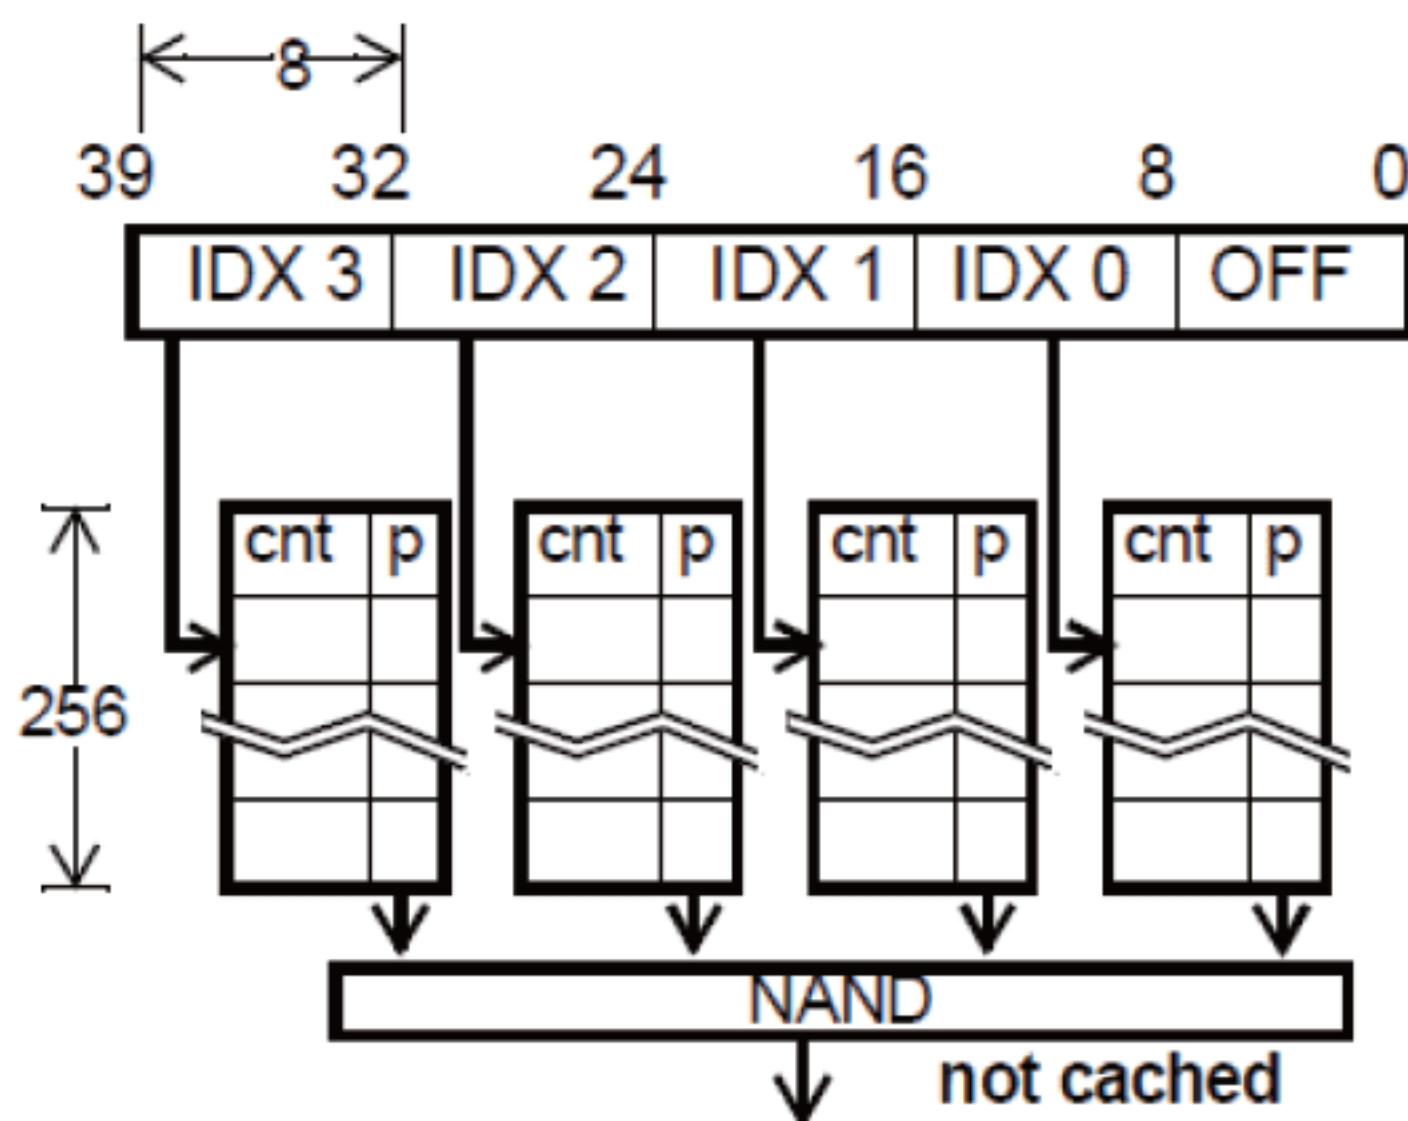 8
39 32 24 16 8 0
IDX 3 IDX 2 IDX 1 IDX 0 OFF
cnt p cnt p cnt p cnt p
256
NAND
not cached